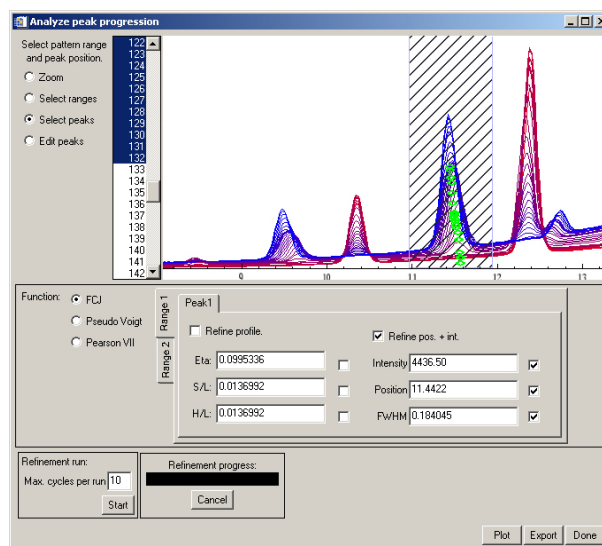 Analyze peak progression
Select pattern range
and peak position.
Zoom
Select ranges
Select peaks
Edit peaks
122
123
124
125
126
127
128
129
130
131
132
133
134
135
136
137
138
139
140
141
142
9 10 11 12 13
Function:
FCJ
Pseudo Voigt
Pearson VII
Range 1
Range 2
Peak1
Refine profile.
Refine pos. + int.
Eta: 0.0995336
Intensity 4436.50
S/L: 0.0136992
Position 11.4422
H/L: 0.0136992
FWHM 0.184045
Refinement run:
Max. cycles per run 10
Start
Refinement progress:
Cancel
Plot Export Done